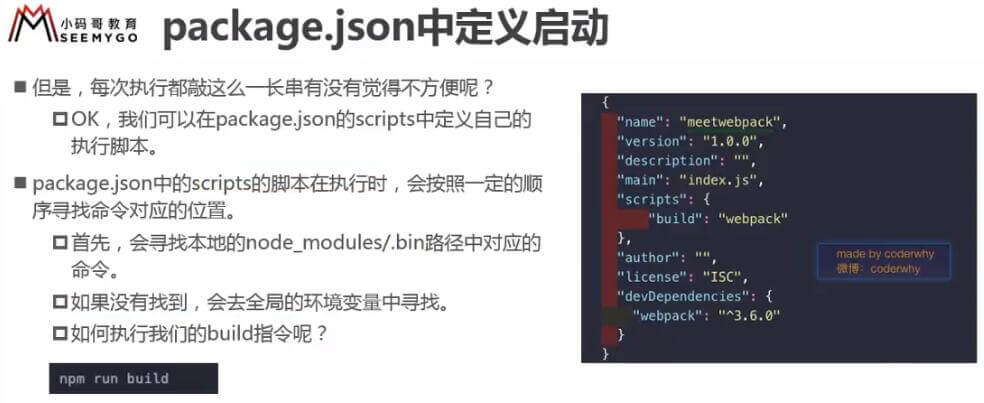 小码哥教育
SEEMYGO
package.json中定义启动
但是，每次执行都敲这么一长串有没有觉得不方便呢？
OK，我们可以在package.json的scripts中定义自己的
执行脚本。
package.json中的scripts的脚本在执行时，会按照一定的顺
序寻找命令对应的位置。
首先，会寻找本地的node_modules/.bin路径中对应的
命令。
如果没有找到，会去全局的环境变量中寻找。
如何执行我们的build指令呢？
npm run build
{
"name": "meetwebpack",
"version": "1.0.0",
"description": "",
"main": "index.js",
"scripts": {
"build": "webpack"
},
"author": "",
"license": "ISC",
"devDependencies": {
"webpack": "^3.6.0"
}
}
made by coderwhy
微博：coderwhy